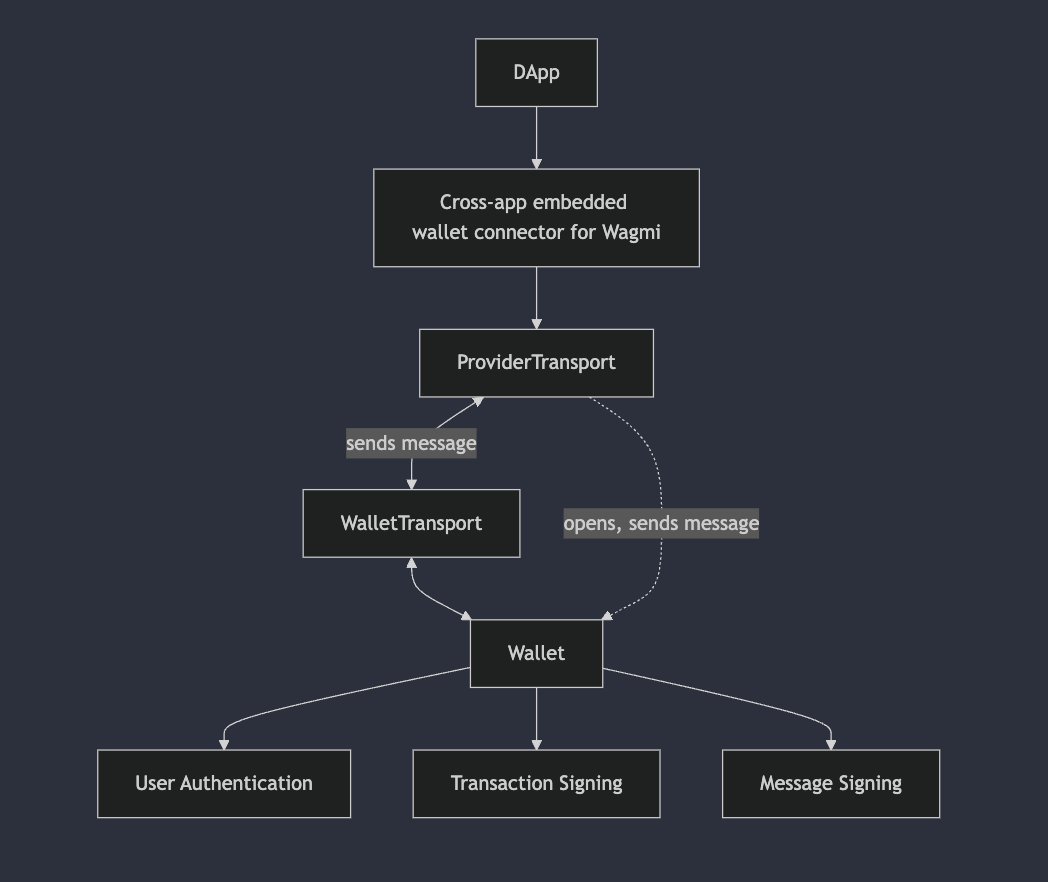 DApp
Cross-app embedded
wallet connector for Wagmi
ProviderTransport
sends message
WalletTransport
opens, sends message
Wallet
User Authentication
Transaction Signing
Message Signing